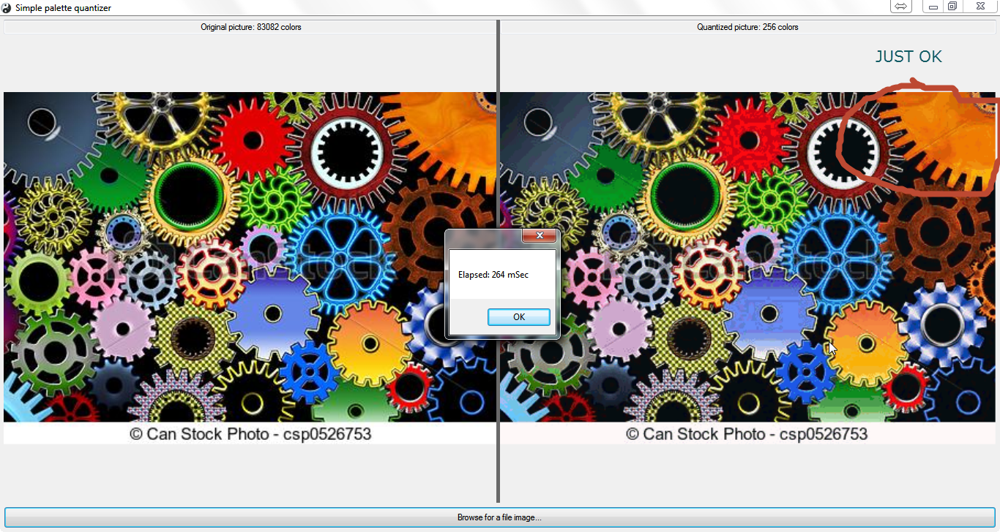 Simple palette quantizer
Original picture: 83082 colors
Quantized picture: 256 colors
JUST OK
Elapsed: 264 mSec
OK
© Can Stock Photo - csp0526753
© Can Stock Photo - csp0526753
Browse for a file image...